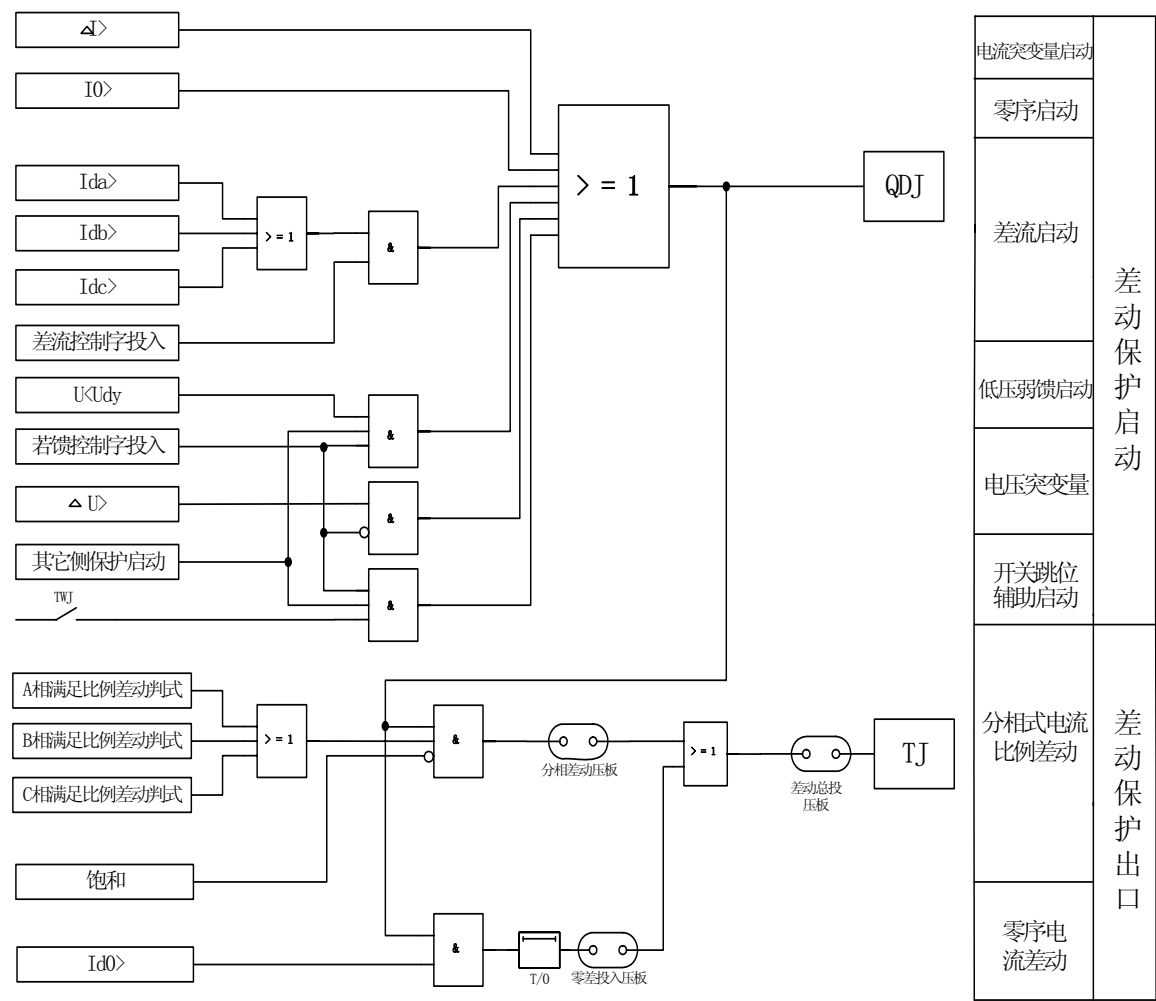 △I>
I0>
Ida>
Idb>
Idc>
差流控制字投入
U<Udy
若馈控制字投入
△ U>
其它侧保护启动
TWJ
>=1
&
&
&
&
>=1
QDJ
A相满足比例差动判式
B相满足比例差动判式
C相满足比例差动判式
饱和
Id0>
>=1
&
&
分相差动压板
T/0
零差投入压板
>=1
差动总投
压板
TJ
电流突变量启动
零序启动
差流启动
低压弱馈启动
电压突变量
开关跳位
辅助启动
差动保护启动
分相式电流
比例差动
零序电
流差动
差动保护出口